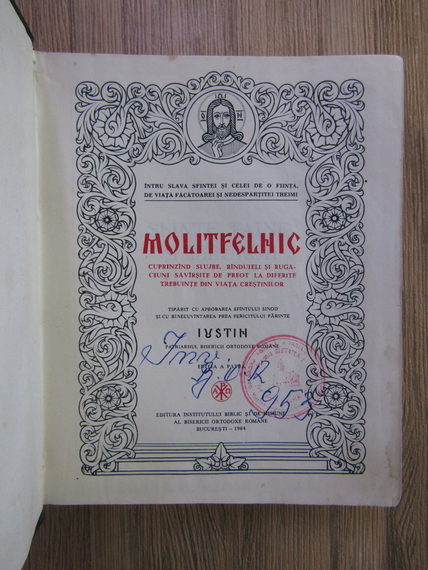 ÎNTRU SLAVA SFINTEI ȘI CELEI DE O FIINȚĂ,
DE VIAȚĂ FĂCĂTOAREI ȘI NEDESPĂRȚITEI TREIMI
MOLITFELNIC
CUPRINZÎND SLUJBE, RÎNDUIELI ȘI RUGĂ-
CIUNI SĂVÎRȘITE DE PREOT LA DIFERITE
TREBUINȚE DIN VIAȚA CREȘTINILOR
TIPĂRIT CU APROBAREA SFÎNTULUI SINOD
ȘI CU BINECUVÎNTAREA PREA FERICITULUI PĂRINTE
IUSTIN
PATRIARHUL BISERICII ORTODOXE ROMÂNE
Inv.
EDIȚIA A PATRA
952
EDITURA INSTITUTULUI BIBLIC ȘI DE MISIUNE
AL BISERICII ORTODOXE ROMÂNE
BUCUREȘTI – 1984